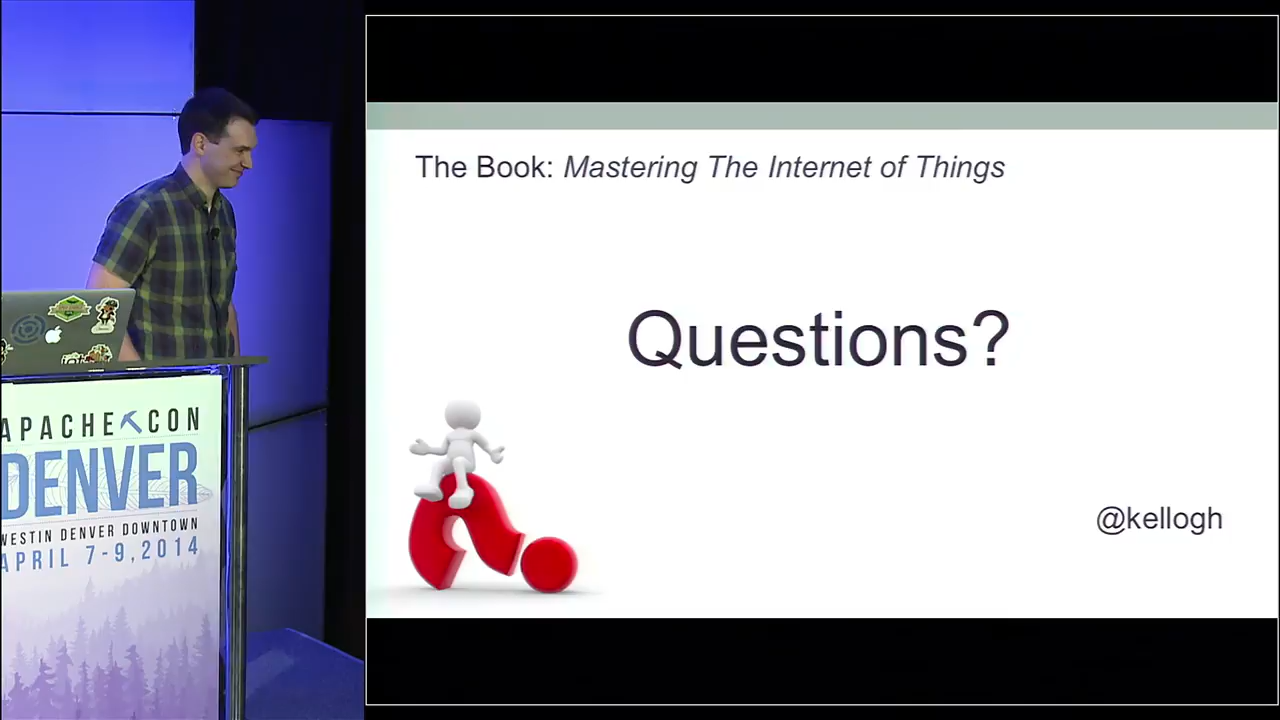 The Book: Mastering The Internet of Things
Questions?
@kellogh
APACHE CON
DENVER
WESTIN DENVER DOWNTOWN
APRIL 7-9, 2014